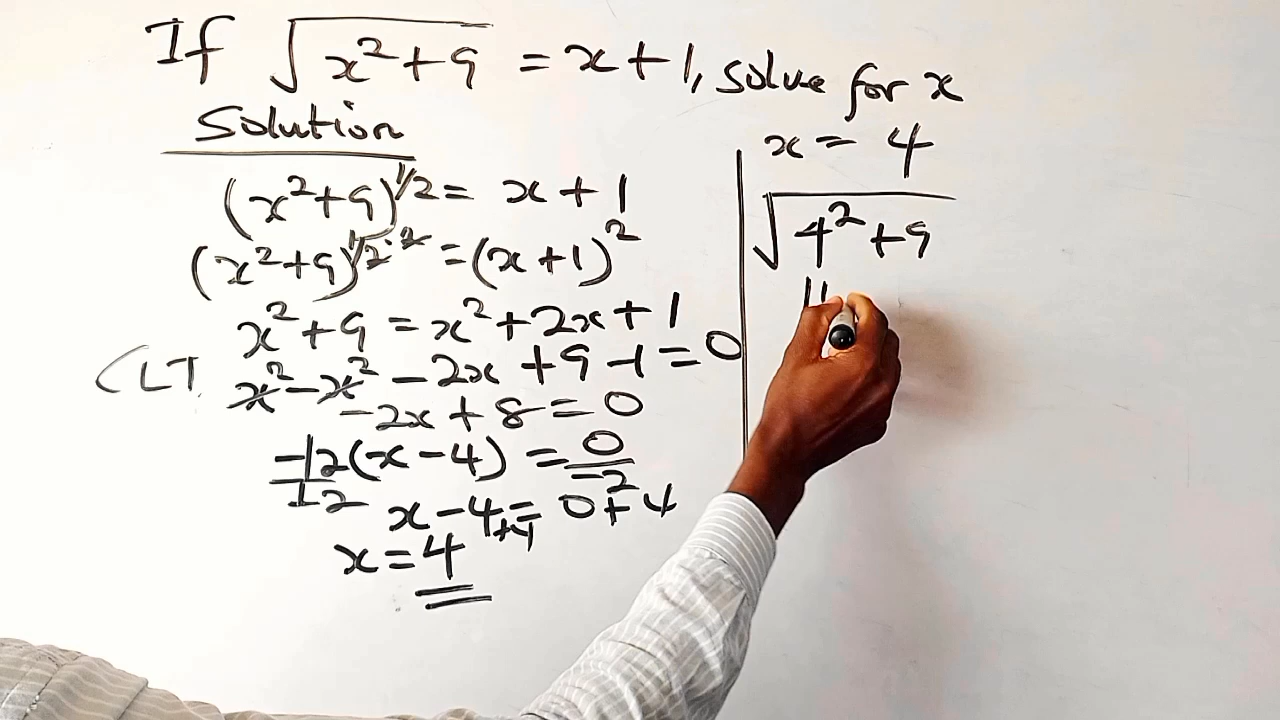 If √(x²+9) = x+1, solve for x
Solution
(x²+9)^1/2 = x+1
(x²+9)^1/2·2 = (x+1)²
x²+9 = x²+2x+1
CLT x²-x² -2x +9-1=0
-2x+8=0
-12(x-4) = 0
-12 -2
x-4+4= 0+4
x=4
x = 4
√(4²+9)